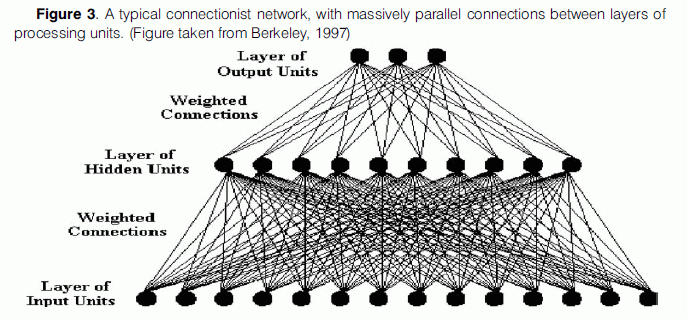 Figure 3. A typical connectionist network, with massively parallel connections between layers of
processing units. (Figure taken from Berkeley, 1997)
Layer of
Output Units
Weighted
Connections
Layer of
Hidden Units
Weighted
Connections
Layer of
Input Units